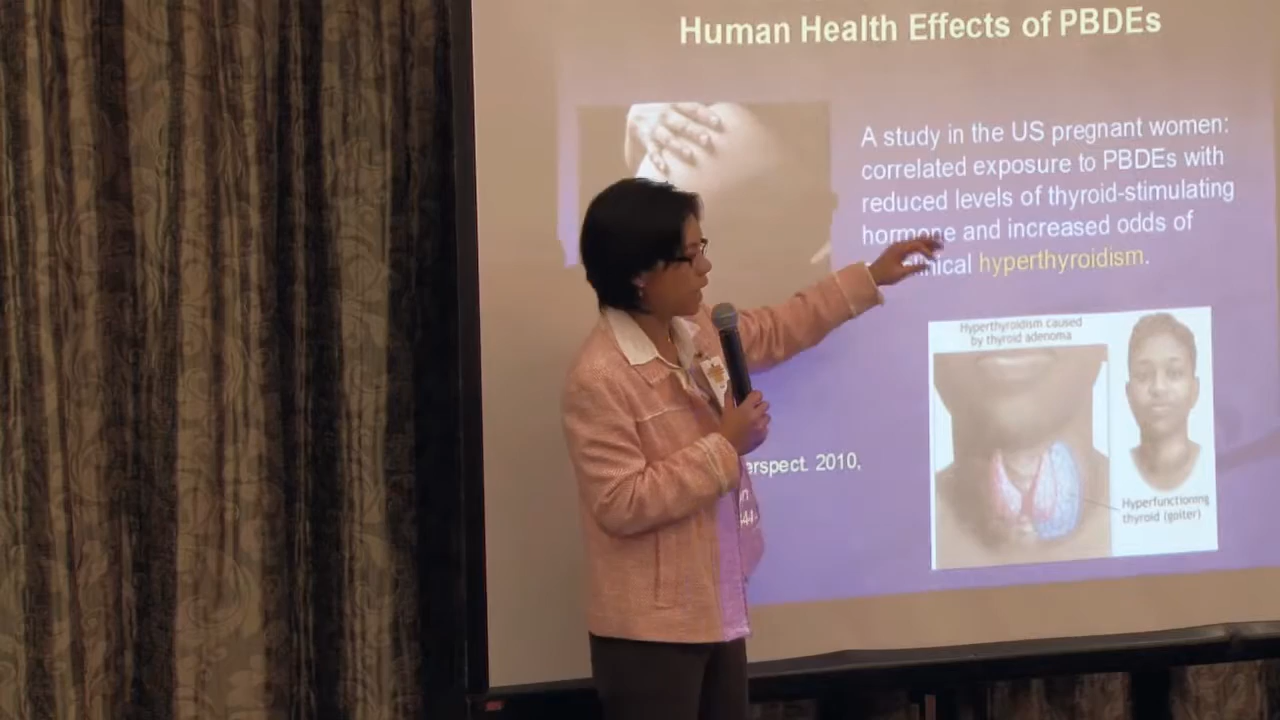 Human Health Effects of PBDEs
A study in the US pregnant women:
correlated exposure to PBDEs with
reduced levels of thyroid-stimulating
hormone and increased odds of
hyperthyroidism.
Hyperthyroidism caused
by thyroid adenoma
Hyperfunctioning
thyroid (goiter)
erspect. 2010,